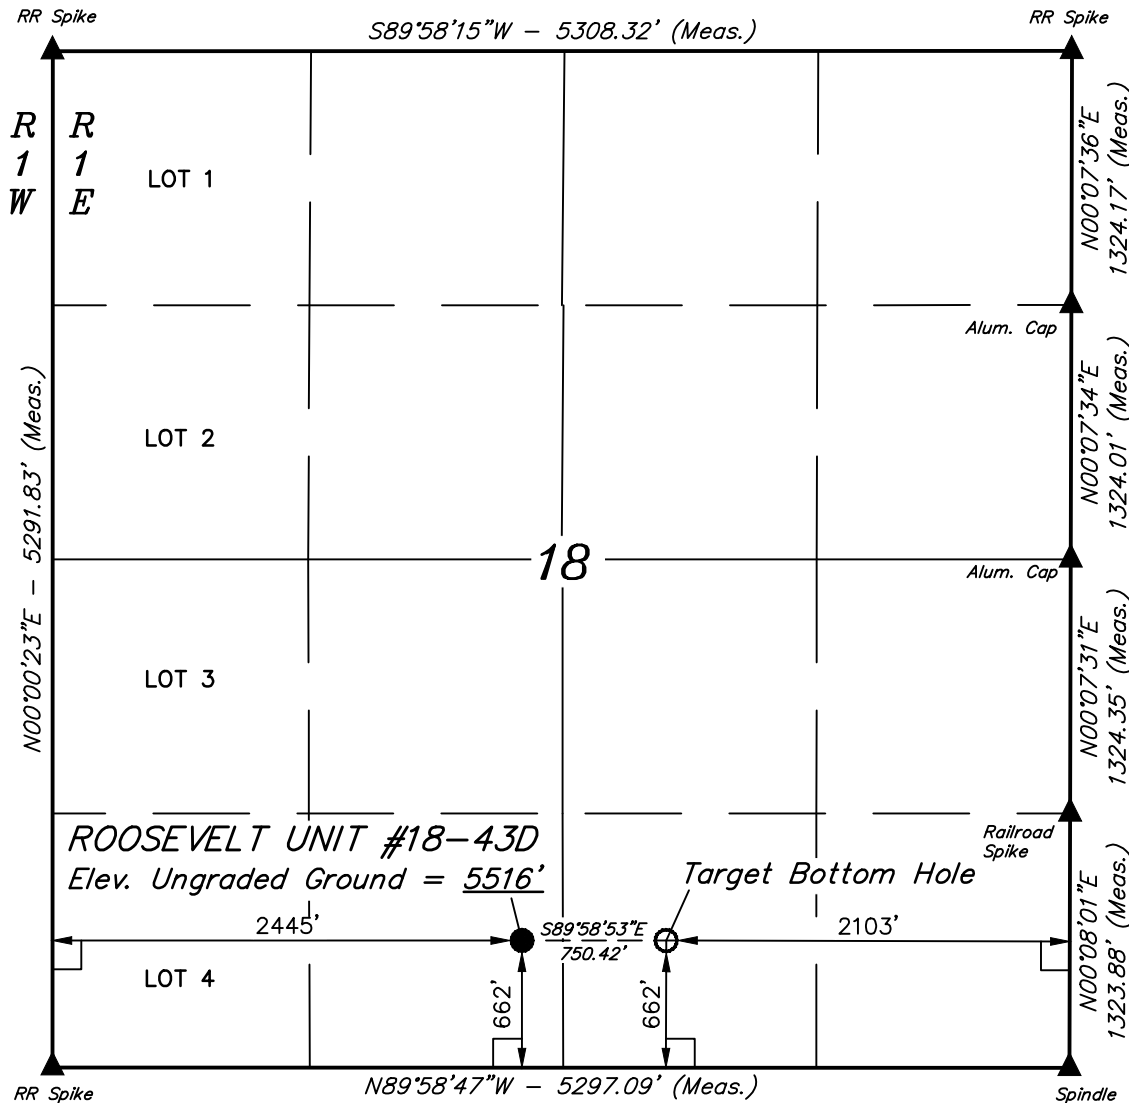 RR Spike
RR Spike
S89°58'15"W - 5308.32' (Meas.)
R R
1 1
W E
LOT 1
N00°07'36"E
1324.17' (Meas.)
Alum. Cap
LOT 2
N00°07'34"E
1324.01' (Meas.)
N00°00'23"E - 5291.83' (Meas.)
18
Alum. Cap
LOT 3
N00°07'31"E
1324.35' (Meas.)
ROOSEVELT UNIT #18-43D
Elev. Ungraded Ground = 5516'
Railroad
Spike
Target Bottom Hole
2445'
S89°58'53"E
750.42'
2103'
N00°08'01"E
1323.88' (Meas.)
LOT 4
662'
662'
RR Spike
N89°58'47"W - 5297.09' (Meas.)
Spindle